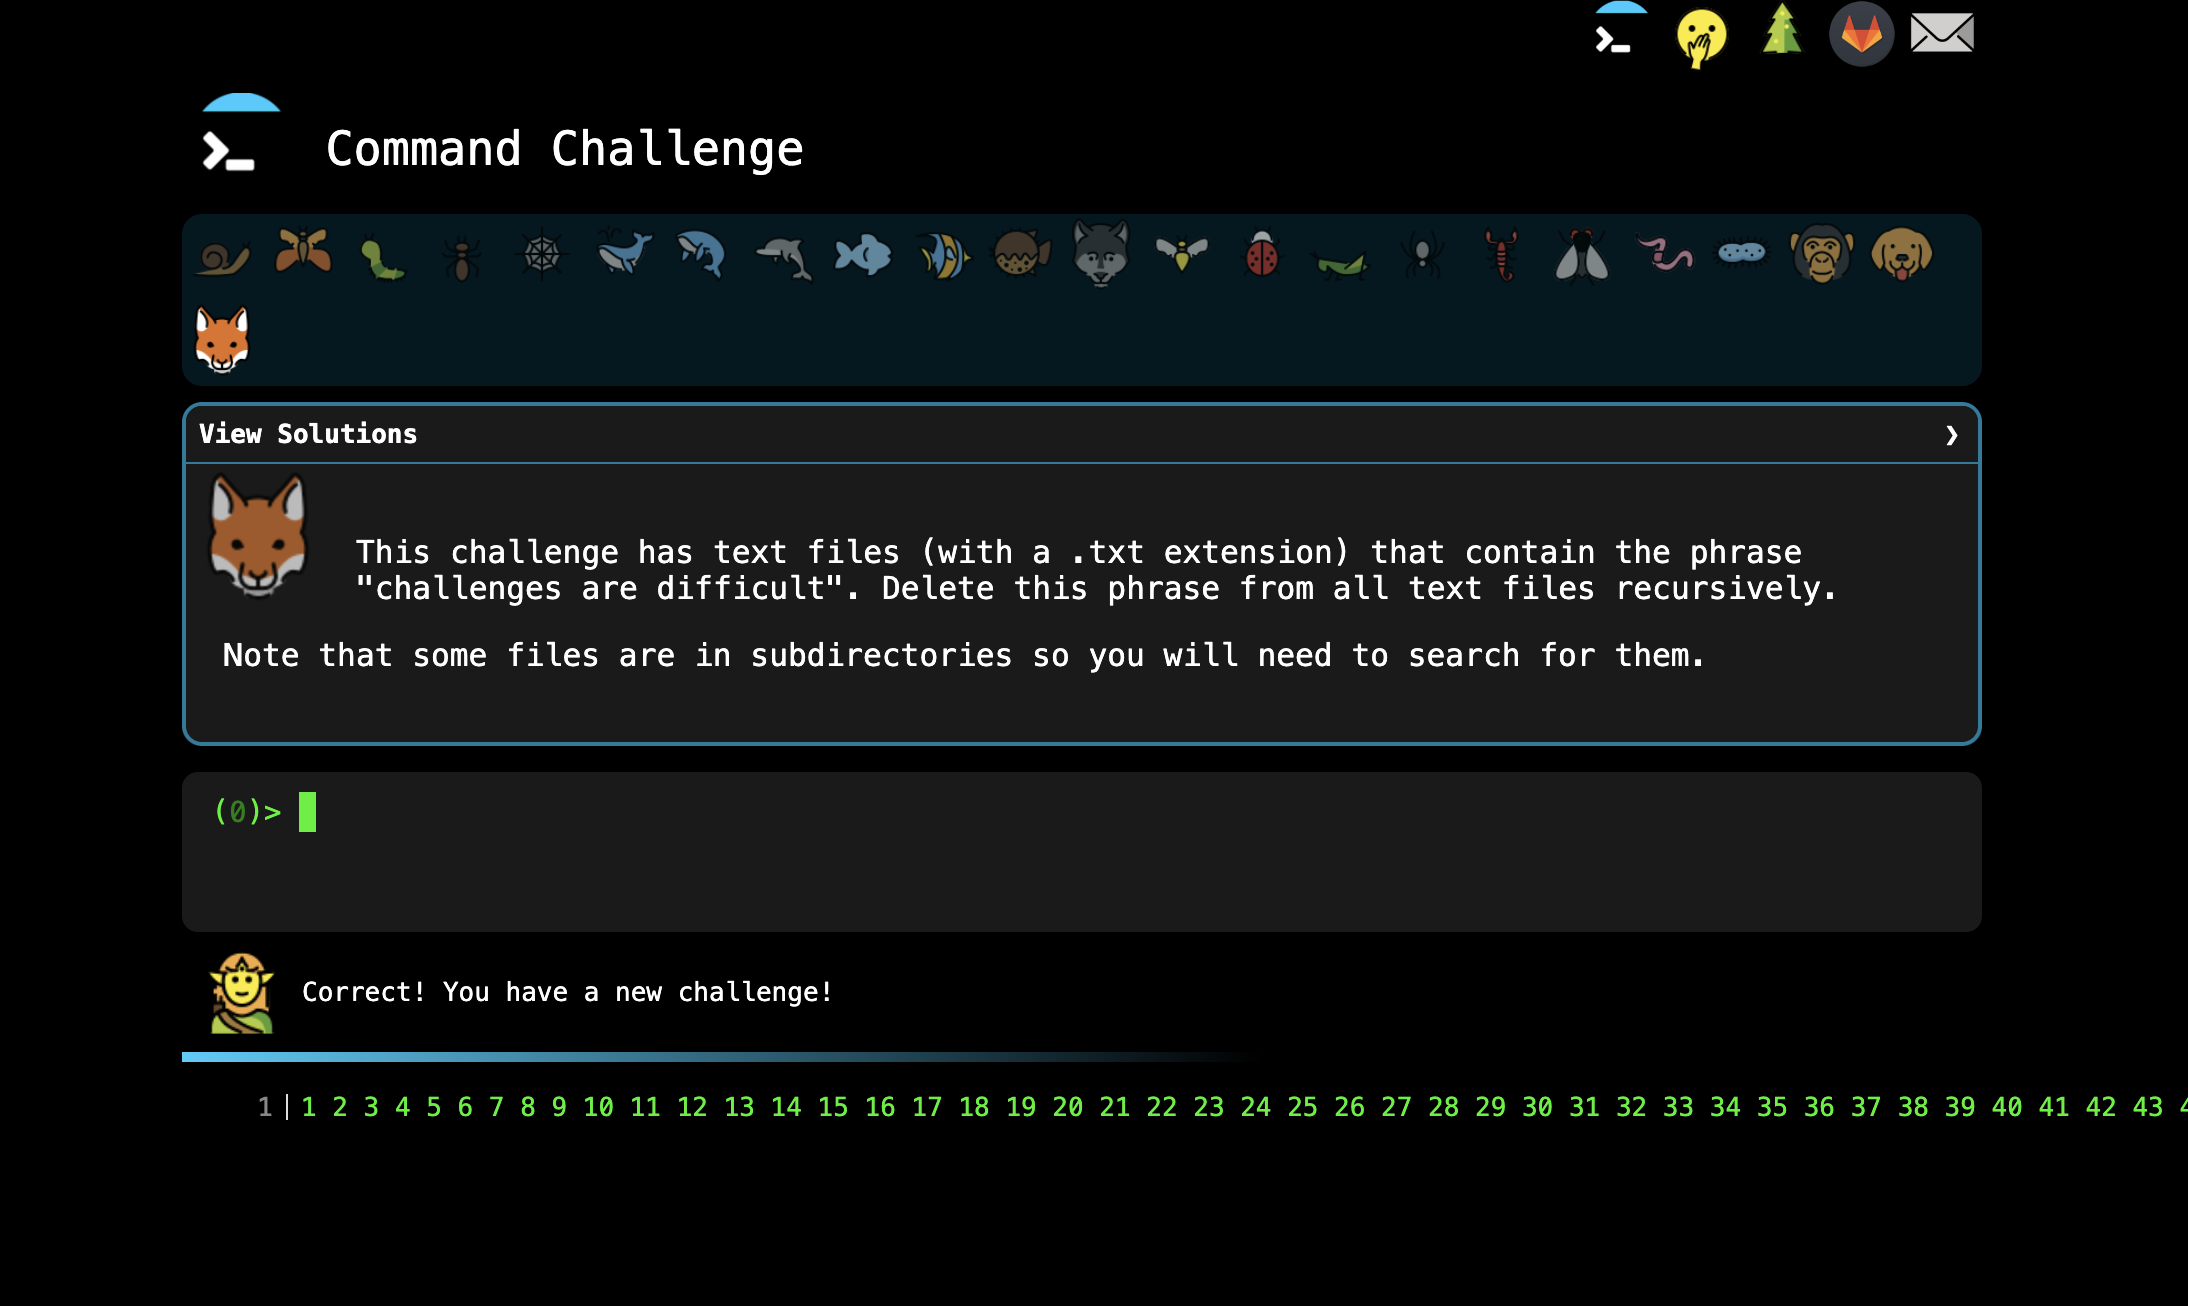 Command Challenge
View Solutions ❯
This challenge has text files (with a .txt extension) that contain the phrase
"challenges are difficult". Delete this phrase from all text files recursively.
Note that some files are in subdirectories so you will need to search for them.
(0)>
Correct! You have a new challenge!
1 | 1 2 3 4 5 6 7 8 9 10 11 12 13 14 15 16 17 18 19 20 21 22 23 24 25 26 27 28 29 30 31 32 33 34 35 36 37 38 39 40 41 42 43